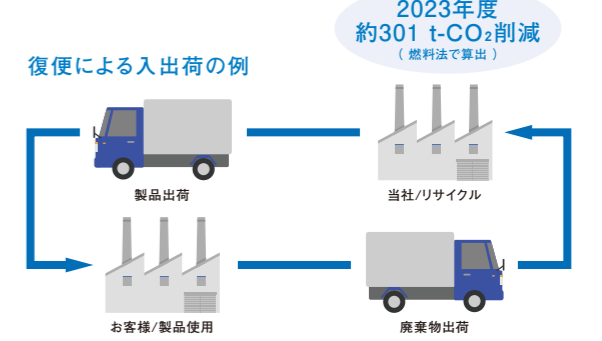 2023年度
約301 t-CO₂削減
( 燃料法で算出 )
復便による入出荷の例
製品出荷
当社/リサイクル
お客様/製品使用
廃棄物出荷